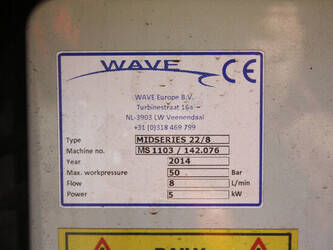 WAVE CE
WAVE Europe B.V.
Turbinestraat 16a
NL-3903 LW Veenendaal
+31 (0)318 469 799
Type MIDSERIES 22/8
Machine no. MS 1103 / 142.076
Year 2014
Max. workpressure 50 Bar
Flow 8 L/min
Power 5 kW